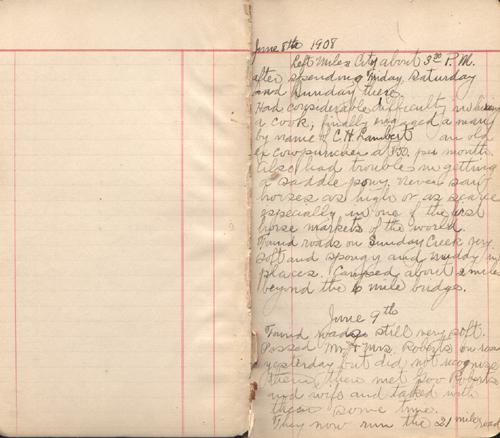 June 8th 1908
Left Miles City about 3:00 P.M.
after spending Friday, Saturday
and Sunday there.
Had considerable difficulty in hiring
a cook, finally engaged a man
by name of C.H. Lambert an old
ex cowpuncher at $50. per month.
Also had trouble in getting
a saddle pony. Never saw
horses as high or as scarce
especially in one of the best
horse markets of the world.
Found roads on Sunday Creek very
soft and spongy and muddy in
places. Camped about 2 miles
beyond the 6 mile bridges.
June 9th
Found roads still very soft.
Passed Mr & Mrs. Roberts on road
yesterday but did not recognize
them, then met Gov Roberts
and wife and talked with
them some time.
They now run the 21 mile road